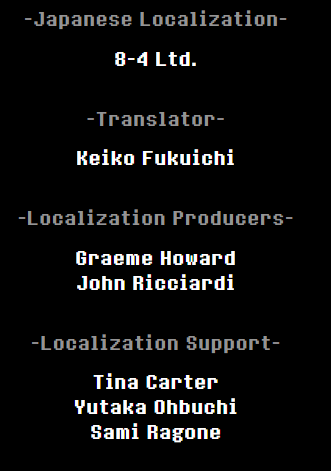 -Japanese Localization-
8-4 Ltd.
-Translator-
Keiko Fukuichi
-Localization Producers-
Graeme Howard
John Ricciardi
-Localization Support-
Tina Carter
Yutaka Ohbuchi
Sami Ragone